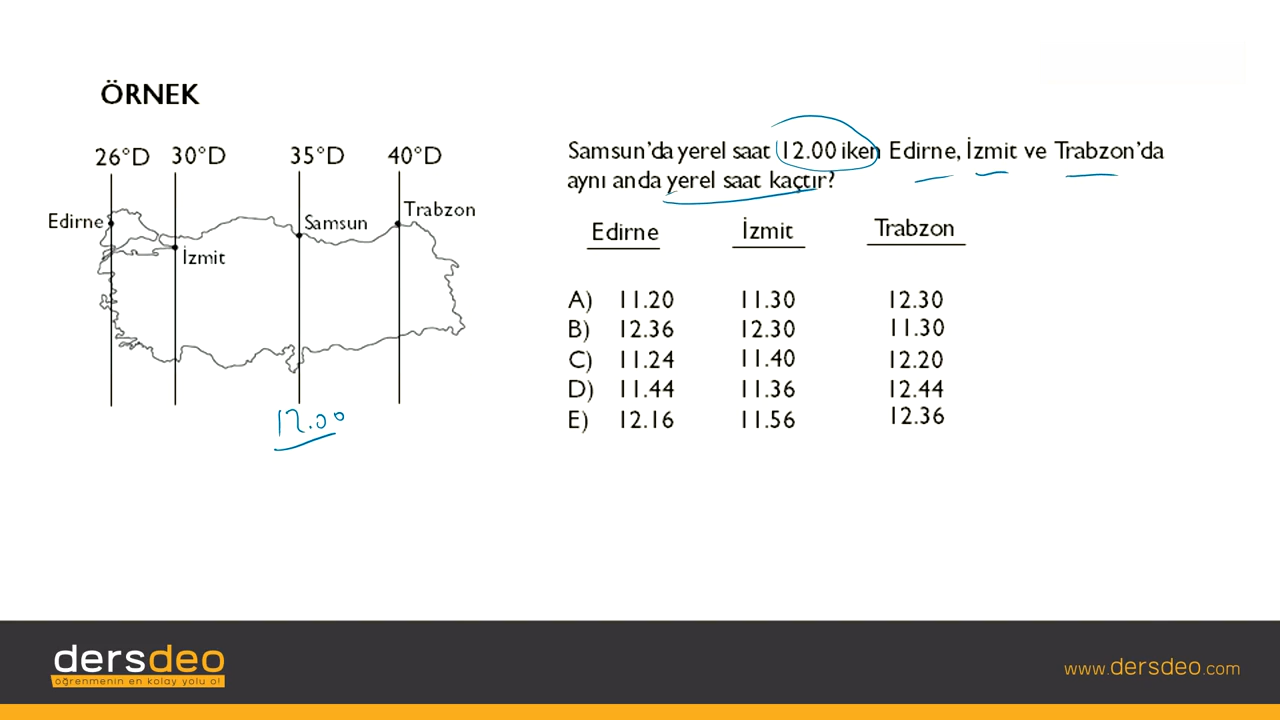 ÖRNEK
26°D 30°D 35°D 40°D
Edirne
İzmit
Samsun
Trabzon
12.00
Samsun'da yerel saat 12.00 iken Edirne, İzmit ve Trabzon'da
aynı anda yerel saat kaçtır?
Edirne İzmit Trabzon
A) 11.20 11.30 12.30
B) 12.36 12.30 11.30
C) 11.24 11.40 12.20
D) 11.44 11.36 12.44
E) 12.16 11.56 12.36
dersdeo
öğrenmenin en kolay yolu o!
www.dersdeo.com